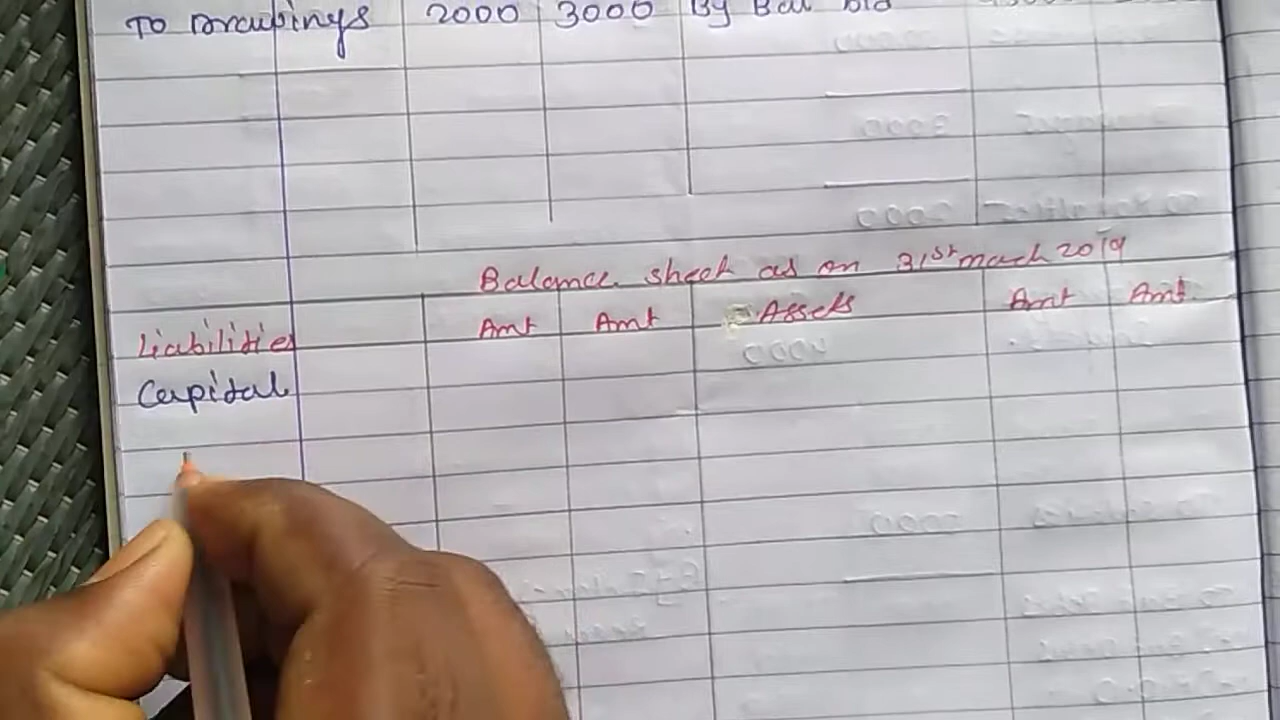 To Drawings 2000 3000 By Bal b/d
Balance sheet as on 31st march 2019
Liabilities Amt Amt Assets Amt Amt
Capital